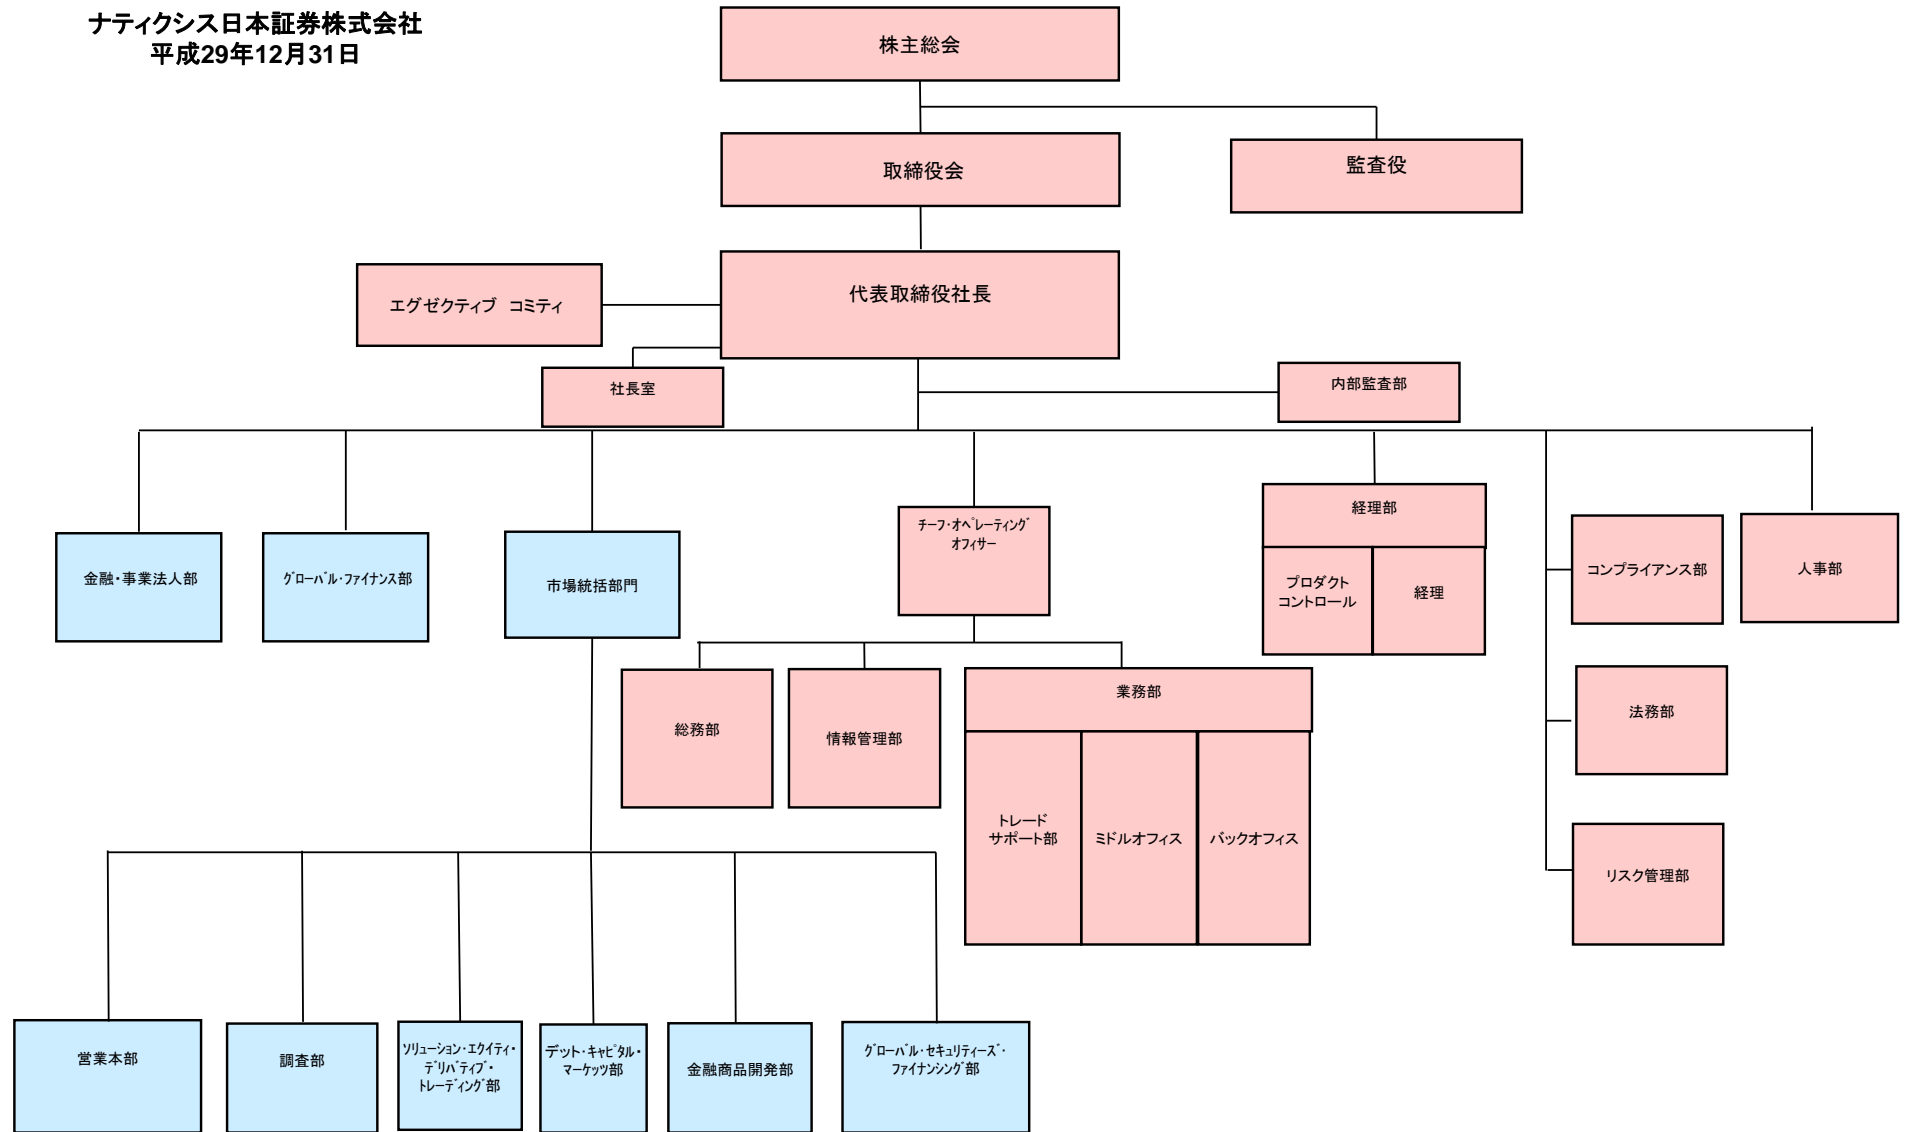 ナティクシス日本証券株式会社
平成29年12月31日
株主総会
取締役会
監査役
代表取締役社長
エグゼクティブ コミティ
社長室
内部監査部
金融・事業法人部
グローバル・ファイナンス部
市場統括部門
チーフ・オペレーティング
オフィサー
経理部
プロダクト
コントロール
経理
コンプライアンス部
人事部
総務部
情報管理部
業務部
トレード
サポート部
ミドルオフィス
バックオフィス
法務部
リスク管理部
営業本部
調査部
ソリューション・エクイティ・
デリバティブ・
トレーディング部
デット・キャピタル・
マーケッツ部
金融商品開発部
グローバル・セキュリティーズ・
ファイナンシング部